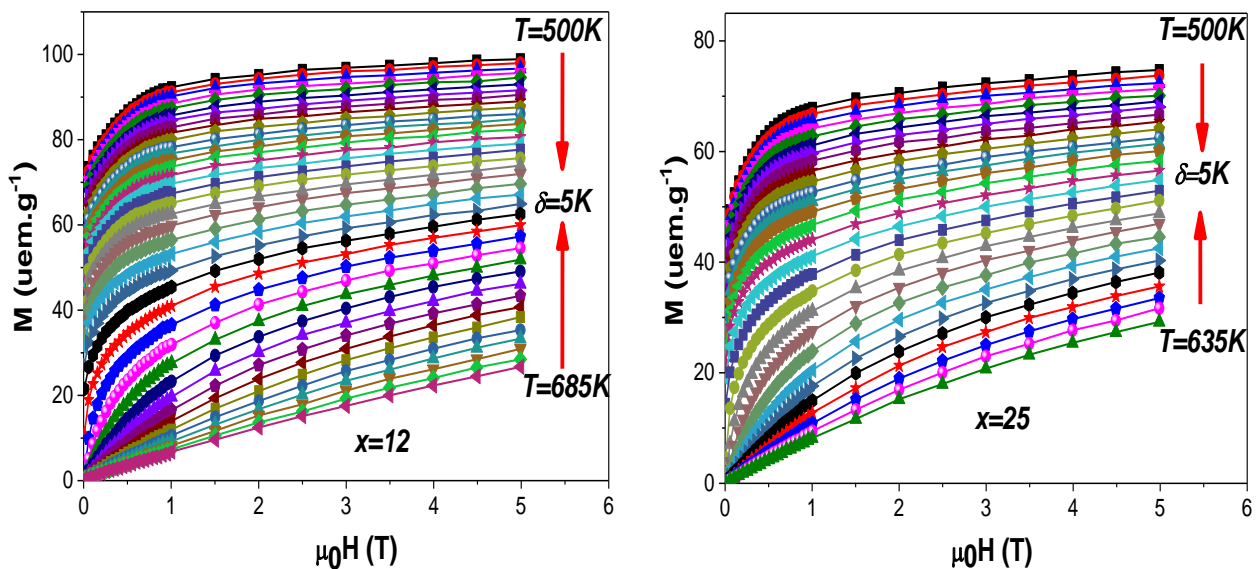 T=500K
100
80
60
40
20
0
M (uem.g-1)
δ=5K
T=685K
x=12
0 1 2 3 4 5 6
μ0H (T)
T=500K
80
60
40
20
0
M (uem.g-1)
δ=5K
T=635K
x=25
0 1 2 3 4 5 6
μ0H (T)